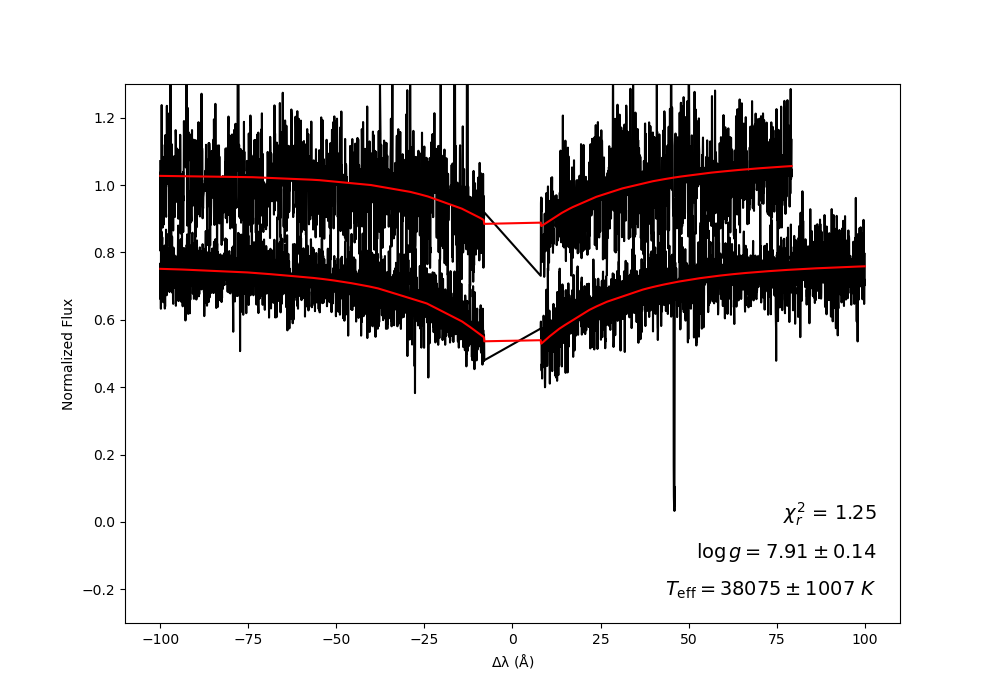 1.2
1.0
0.8
0.6
0.4
0.2
0.0
−0.2
Normalized Flux
χ²ᵣ = 1.25
log g = 7.91 ± 0.14
T_eff = 38075 ± 1007 K
−100 −75 −50 −25 0 25 50 75 100
Δλ (Å)